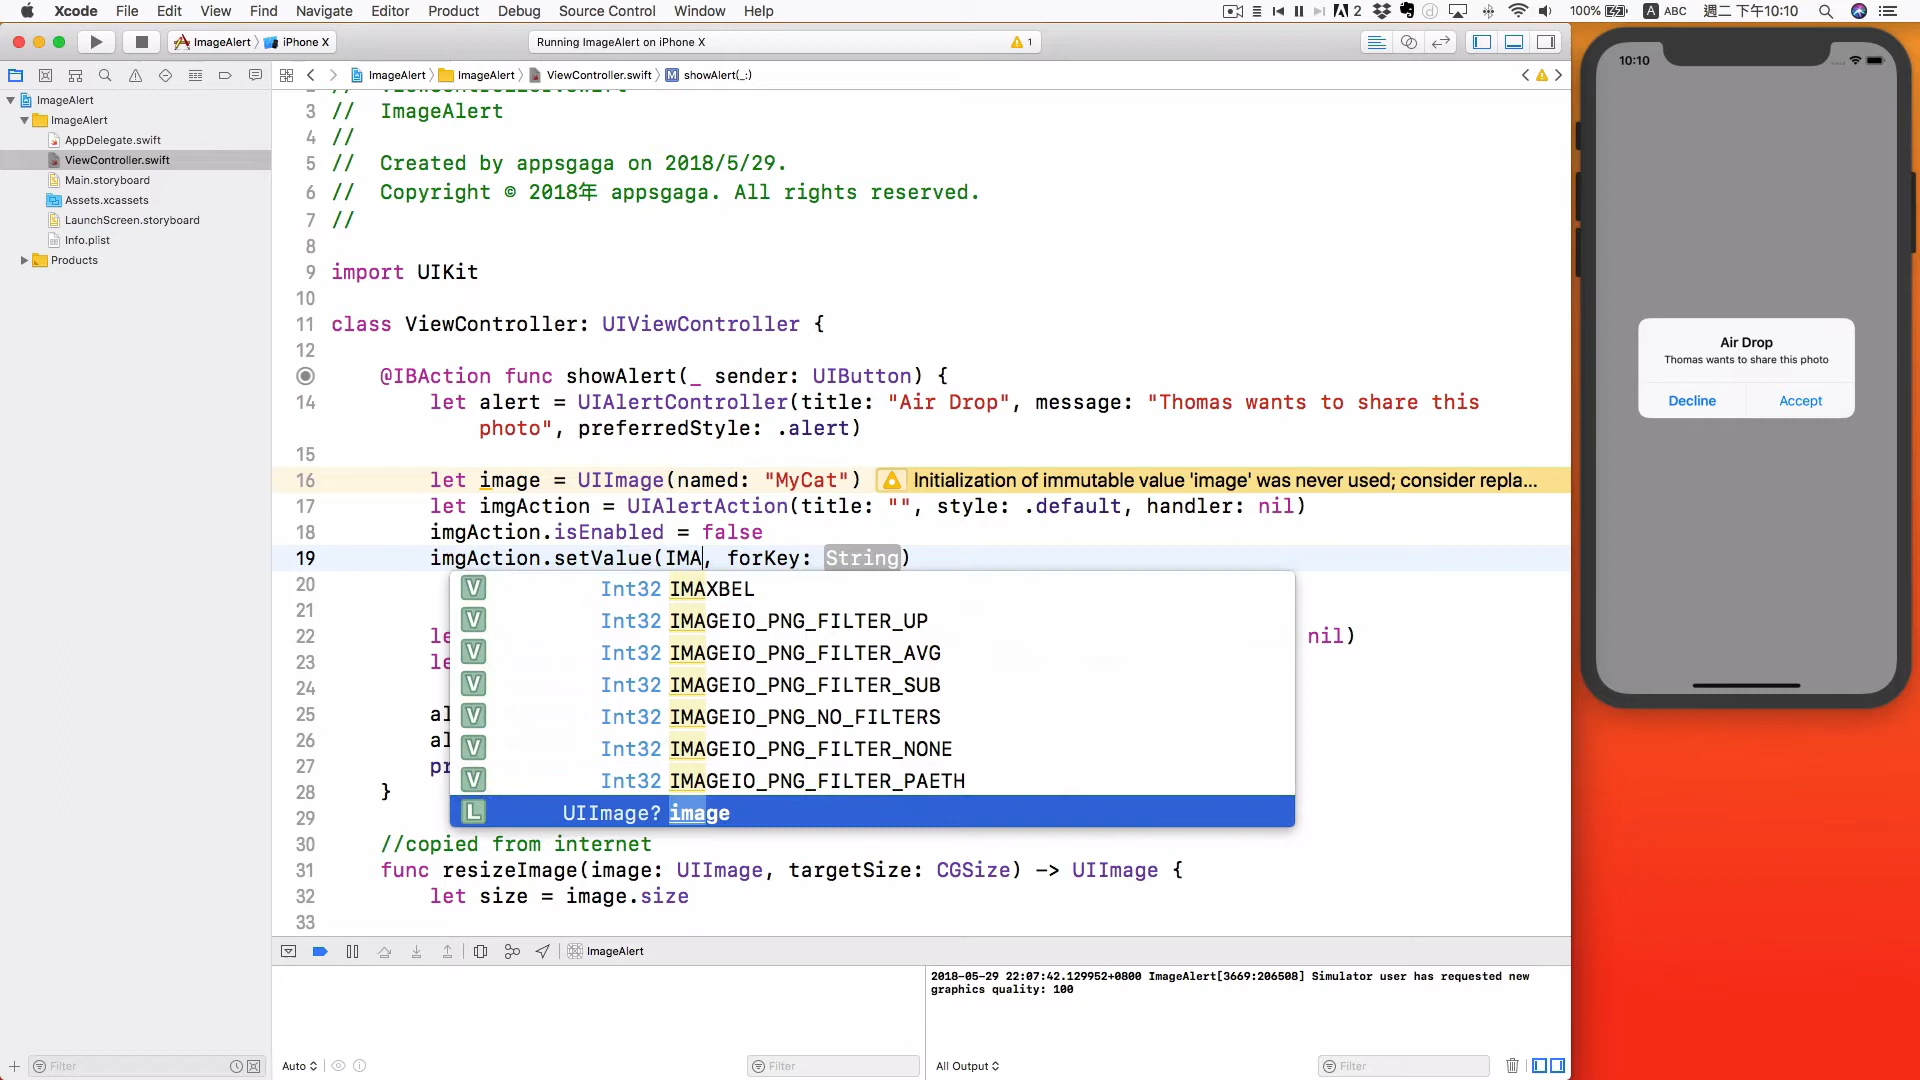 Xcode File Edit View Find Navigate Editor Product Debug Source Control Window Help 2 100% A ABC 週二 下午10:10
ImageAlert iPhone X Running ImageAlert on iPhone X 1
ImageAlert ImageAlert ViewController.swift M showAlert(_:)
ImageAlert
ImageAlert
AppDelegate.swift
ViewController.swift
Main.storyboard
Assets.xcassets
LaunchScreen.storyboard
Info.plist
Products
2 // ViewController.swift
3 // ImageAlert
4 //
5 // Created by appsgaga on 2018/5/29.
6 // Copyright © 2018年 appsgaga. All rights reserved.
7 //
8
9 import UIKit
10
11 class ViewController: UIViewController {
12
@IBAction func showAlert(_ sender: UIButton) {
14 let alert = UIAlertController(title: "Air Drop", message: "Thomas wants to share this
photo", preferredStyle: .alert)
15
16 let image = UIImage(named: "MyCat") Initialization of immutable value 'image' was never used; consider repla...
17 let imgAction = UIAlertAction(title: "", style: .default, handler: nil)
18 imgAction.isEnabled = false
19 imgAction.setValue(IMA, forKey: String)
20
21
22 le nil)
23 le
24
25 al
26 al
27 pr
28 }
29
V Int32 IMAXBEL
V Int32 IMAGEIO_PNG_FILTER_UP
V Int32 IMAGEIO_PNG_FILTER_AVG
V Int32 IMAGEIO_PNG_FILTER_SUB
V Int32 IMAGEIO_PNG_NO_FILTERS
V Int32 IMAGEIO_PNG_FILTER_NONE
V Int32 IMAGEIO_PNG_FILTER_PAETH
L UIImage? image
30 //copied from internet
31 func resizeImage(image: UIImage, targetSize: CGSize) -> UIImage {
32 let size = image.size
33
ImageAlert
2018-05-29 22:07:42.129952+0800 ImageAlert[3669:206508] Simulator user has requested new
graphics quality: 100
Filter Auto Filter All Output Filter
10:10
Air Drop
Thomas wants to share this photo
Decline Accept